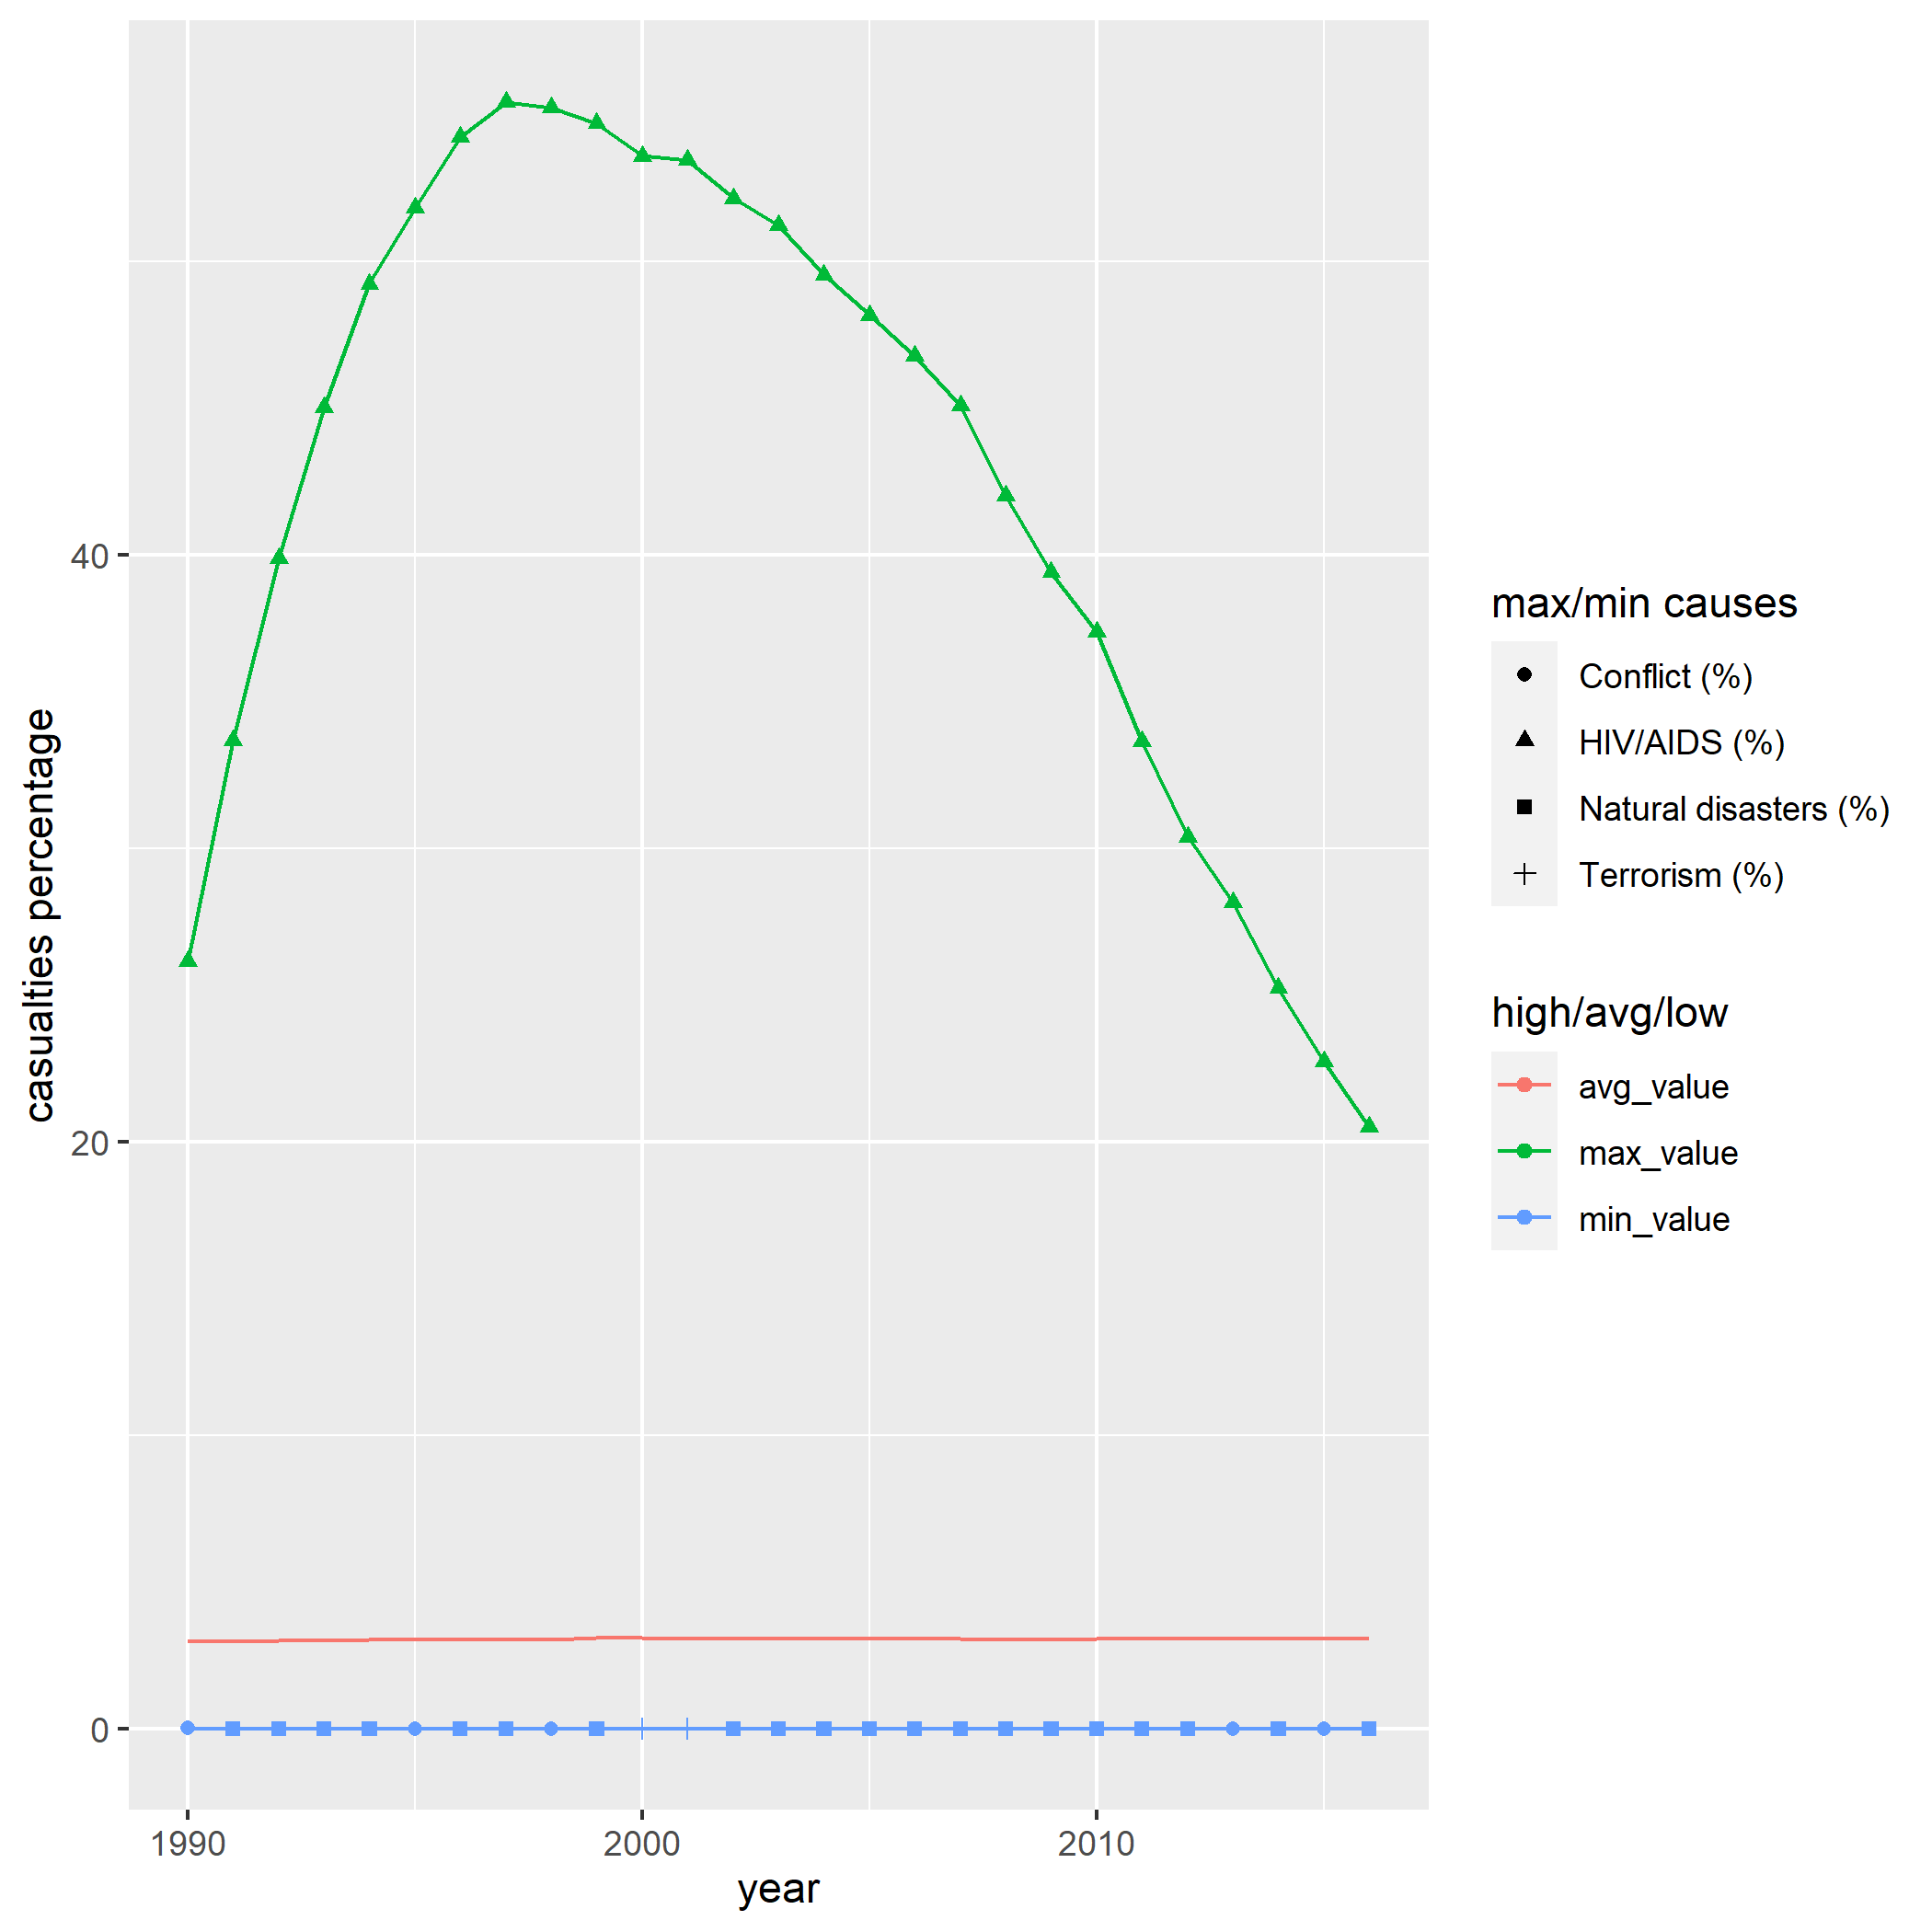 casualties percentage
40
20
0
1990
2000
2010
year
max/min causes
Conflict (%)
HIV/AIDS (%)
Natural disasters (%)
Terrorism (%)
high/avg/low
avg_value
max_value
min_value